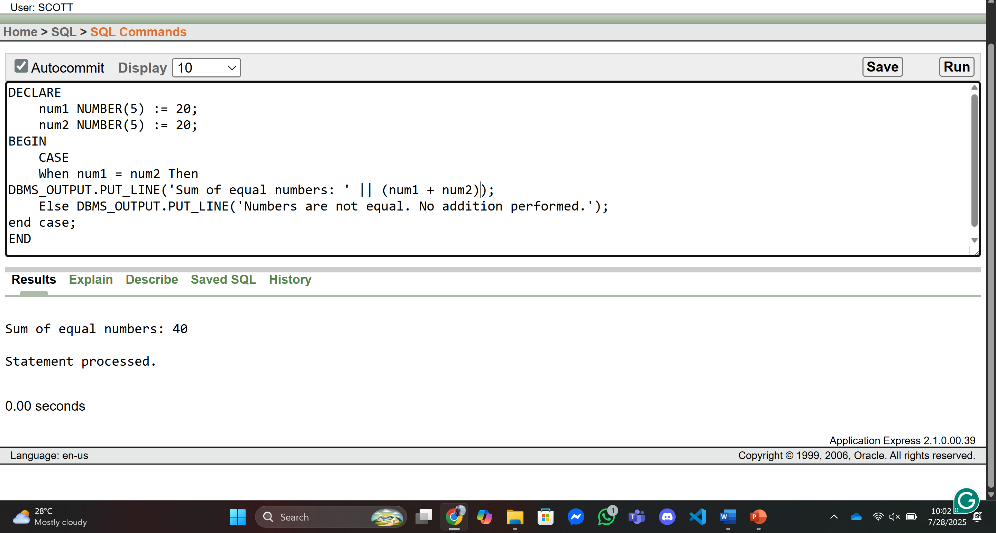 User: SCOTT
Home > SQL > SQL Commands
Autocommit Display 10 Save Run
DECLARE
    num1 NUMBER(5) := 20;
    num2 NUMBER(5) := 20;
BEGIN
    CASE
    When num1 = num2 Then
DBMS_OUTPUT.PUT_LINE('Sum of equal numbers: ' || (num1 + num2));
    Else DBMS_OUTPUT.PUT_LINE('Numbers are not equal. No addition performed.');
end case;
END
Results Explain Describe Saved SQL History
Sum of equal numbers: 40
Statement processed.
0.00 seconds
Application Express 2.1.0.00.39
Language: en-us Copyright © 1999, 2006, Oracle. All rights reserved.
28°C
Mostly cloudy
Search
1
10:02
7/28/2025